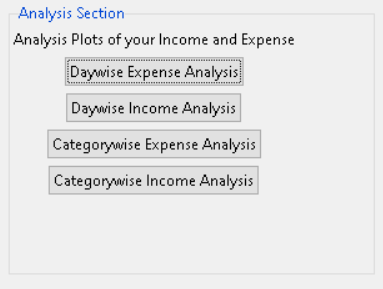 Analysis Section
Analysis Plots of your Income and Expense
Daywise Expense Analysis
Daywise Income Analysis
Categorywise Expense Analysis
Categorywise Income Analysis